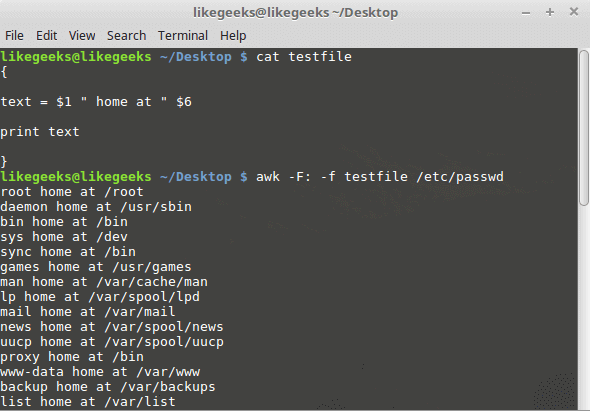 likegeeks@likegeeks ~/Desktop
File Edit View Search Terminal Help
likegeeks@likegeeks ~/Desktop $ cat testfile
{
text = $1 " home at " $6
print text
}
likegeeks@likegeeks ~/Desktop $ awk -F: -f testfile /etc/passwd
root home at /root
daemon home at /usr/sbin
bin home at /bin
sys home at /dev
sync home at /bin
games home at /usr/games
man home at /var/cache/man
lp home at /var/spool/lpd
mail home at /var/mail
news home at /var/spool/news
uucp home at /var/spool/uucp
proxy home at /bin
www-data home at /var/www
backup home at /var/backups
list home at /var/list